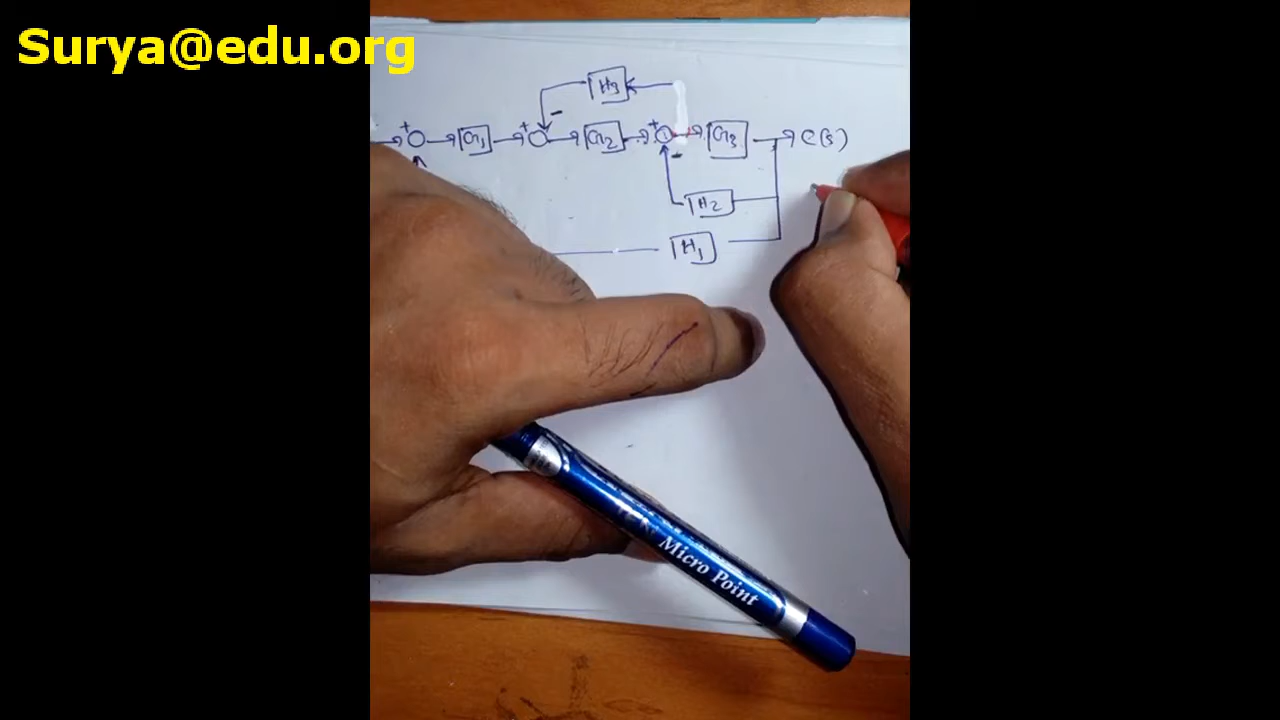 Surya@edu.org
H3
+ G1 + - G2 + - G3 C(s)
H2
H1
Micro Point